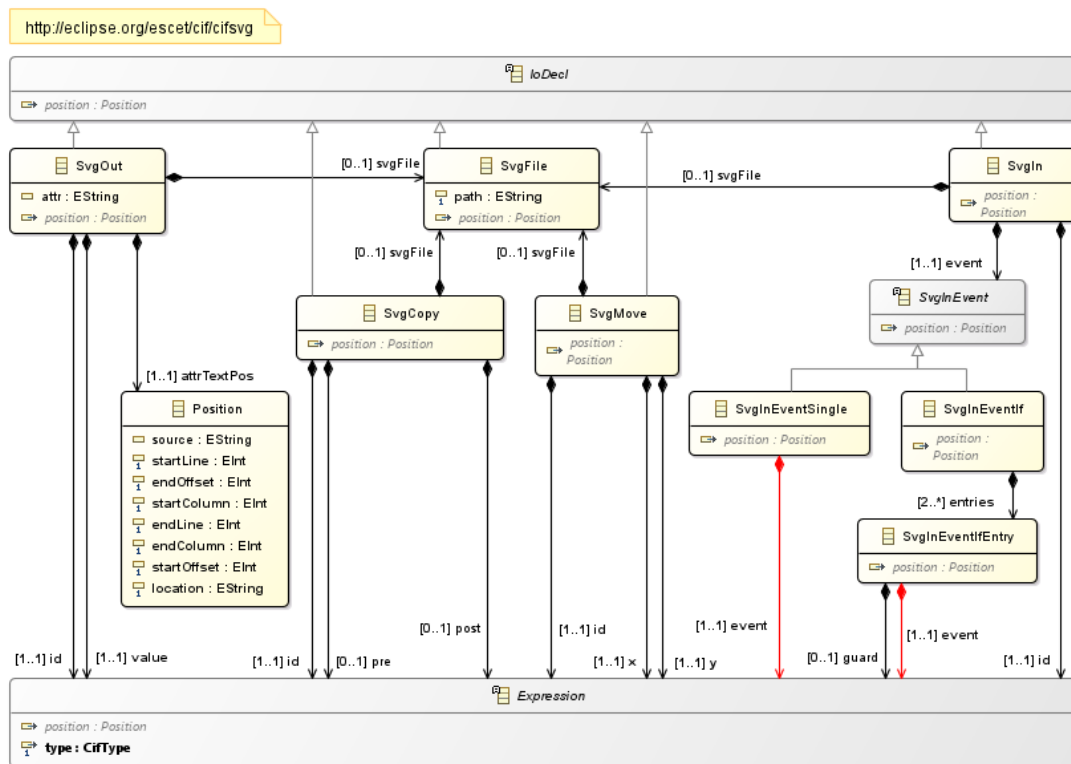 http://eclipse.org/escet/cif/cifsvg
IoDecl
position : Position
SvgOut
attr : EString
position : Position
[0..1] svgFile
SvgFile
path : EString
position : Position
[0..1] svgFile
SvgIn
position :
Position
[0..1] svgFile
[0..1] svgFile
[1..1] event
SvgInEvent
position : Position
SvgCopy
position : Position
SvgMove
position :
Position
[1..1] attrTextPos
Position
source : EString
startLine : EInt
endOffset : EInt
startColumn : EInt
endLine : EInt
endColumn : EInt
startOffset : EInt
location : EString
SvgInEventSingle
position : Position
SvgInEventIf
position :
Position
[2..*] entries
SvgInEventIfEntry
position : Position
[1..1] id
[1..1] value
[1..1] id
[0..1] pre
[0..1] post
[1..1] id
[1..1] x
[1..1] y
[1..1] event
[0..1] guard
[1..1] event
[1..1] id
Expression
position : Position
type : CifType